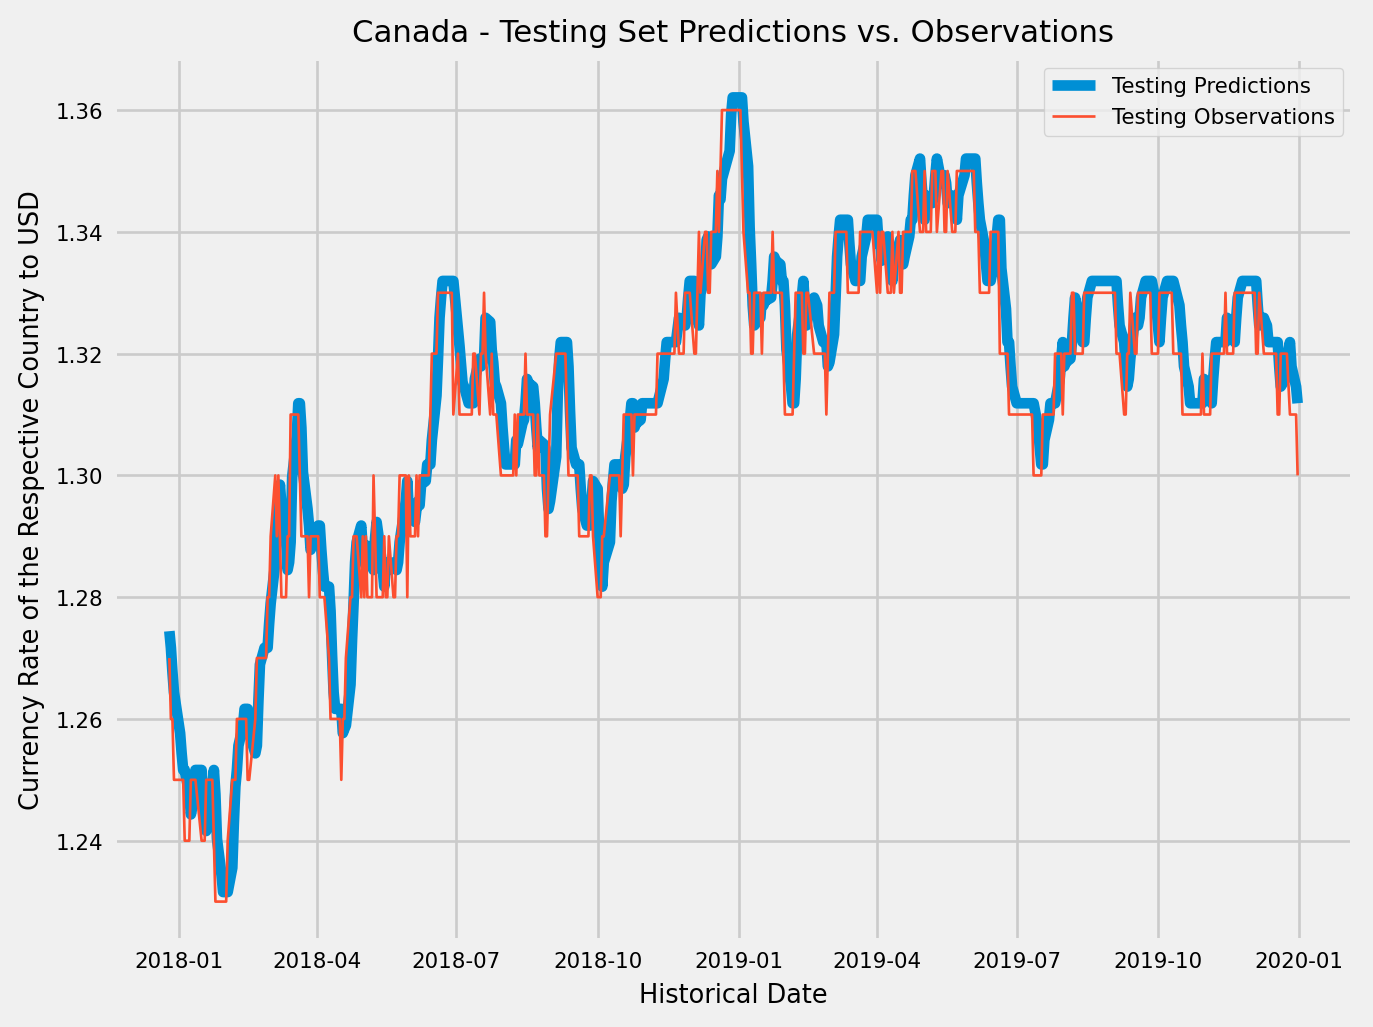 Canada - Testing Set Predictions vs. Observations
Testing Predictions
Testing Observations
Currency Rate of the Respective Country to USD
1.36
1.34
1.32
1.30
1.28
1.26
1.24
2018-01 2018-04 2018-07 2018-10 2019-01 2019-04 2019-07 2019-10 2020-01
Historical Date